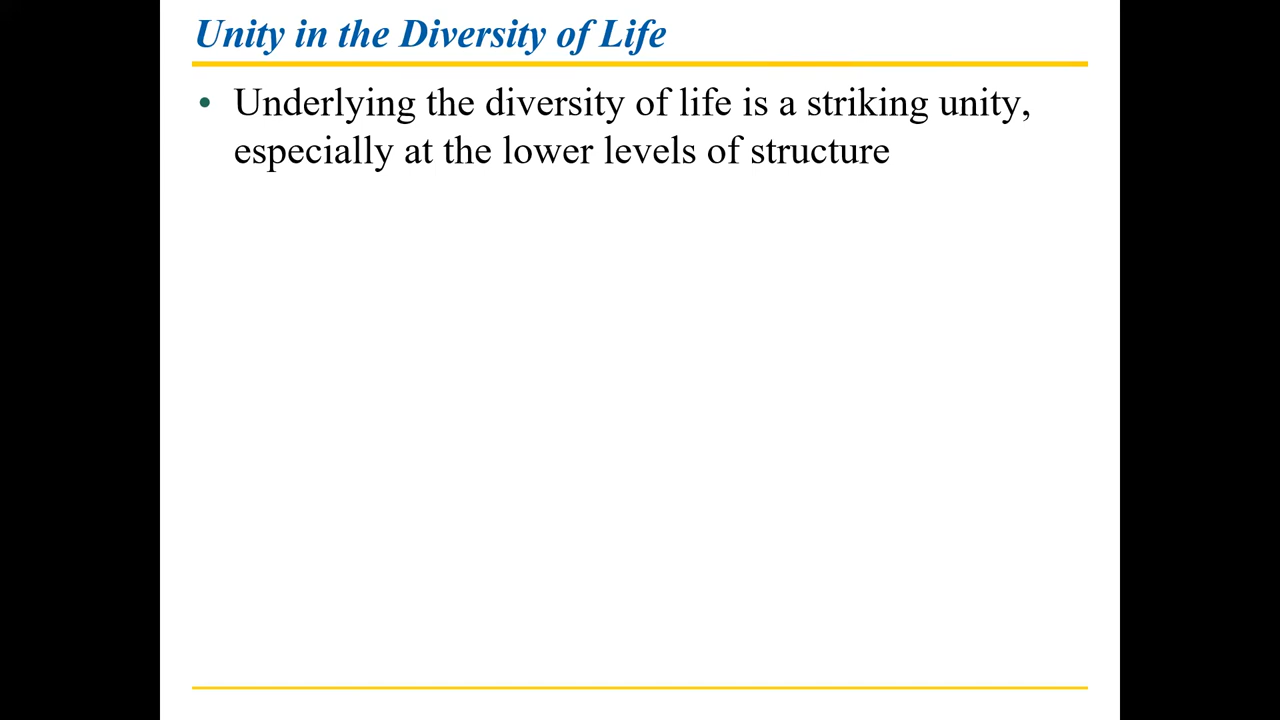 Unity in the Diversity of Life
• Underlying the diversity of life is a striking unity,
especially at the lower levels of structure